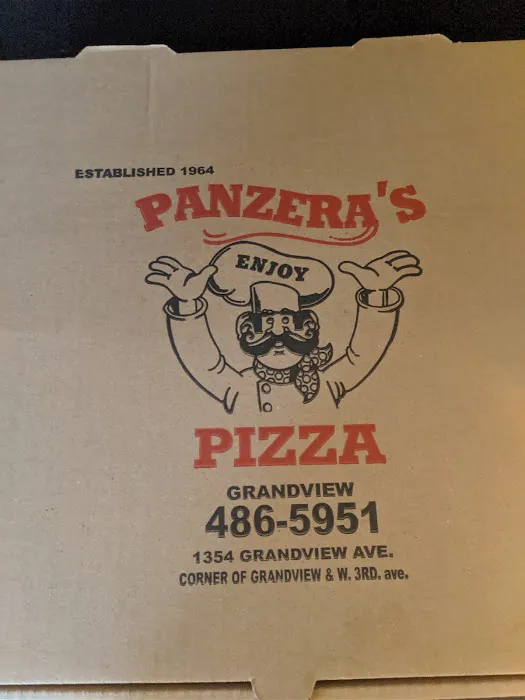 ESTABLISHED 1964
PANZERA'S
ENJOY
PIZZA
GRANDVIEW
486-5951
1354 GRANDVIEW AVE.
CORNER OF GRANDVIEW & W. 3RD. ave.